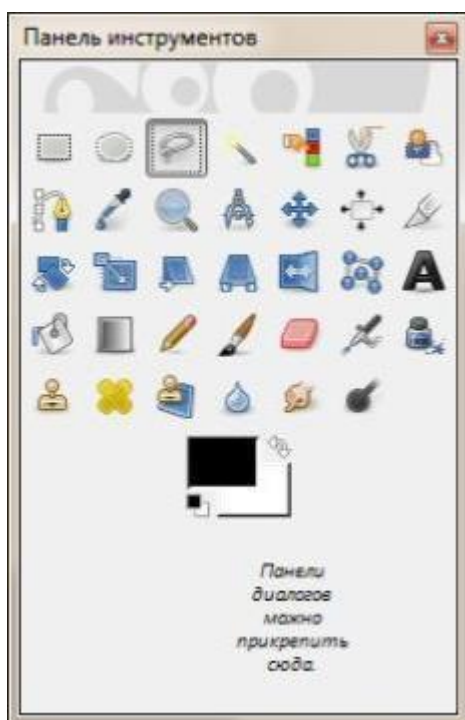 Панель инструментов
Панели
диалогов
можно
прикрепить
сюда.